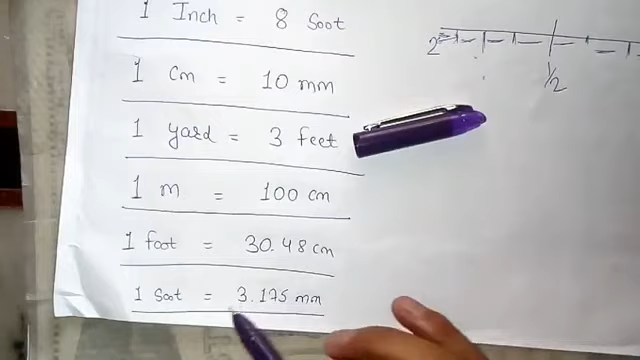 1 Inch = 8 Soot
1 cm = 10 mm
1 yard = 3 feet
1 m = 100 cm
1 foot = 30.48 cm
1 Soot = 3.175 mm
2
1/2